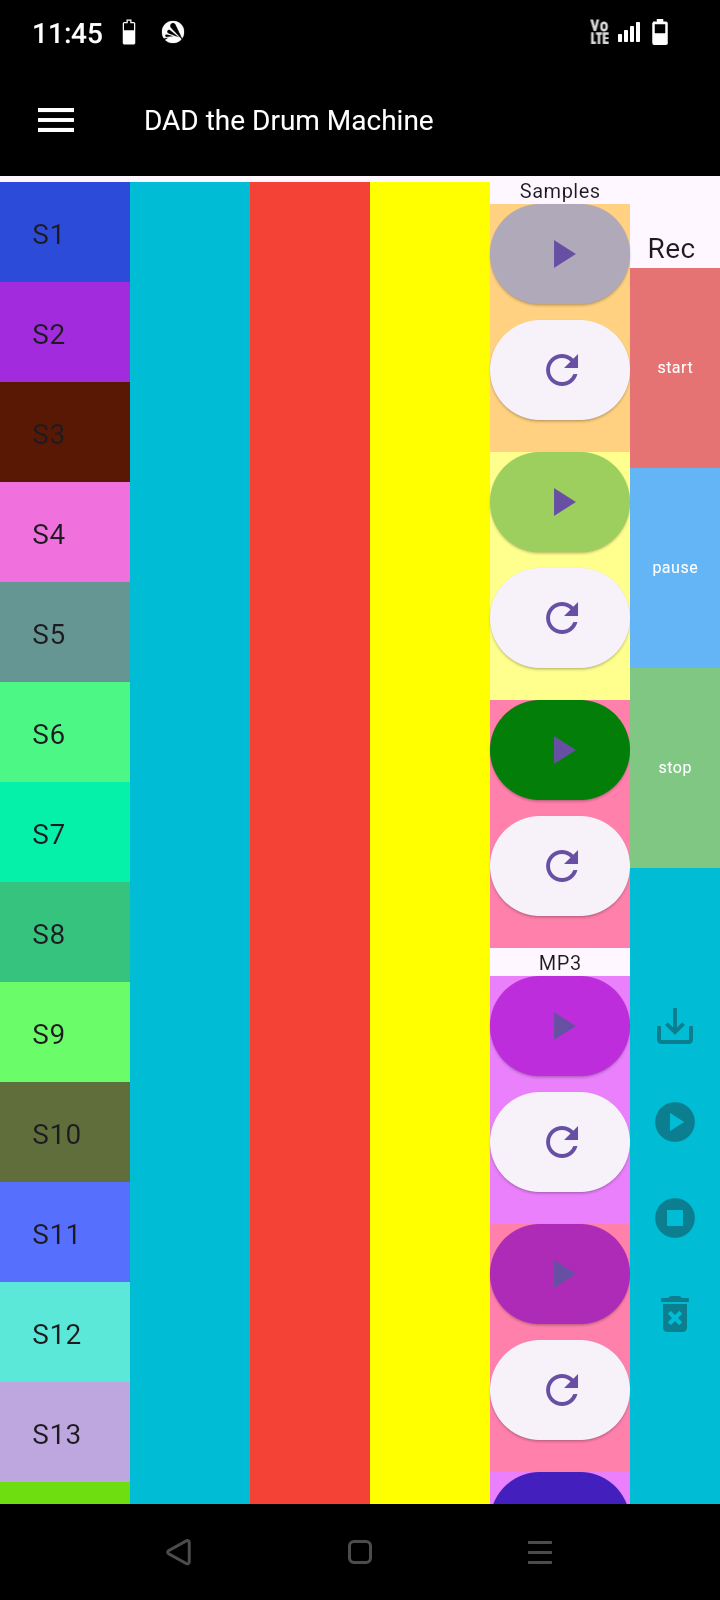 11:45
Vo
LTE
DAD the Drum Machine
Samples
S1
Rec
S2
start
S3
S4
pause
S5
S6
stop
S7
S8
MP3
S9
S10
S11
S12
S13